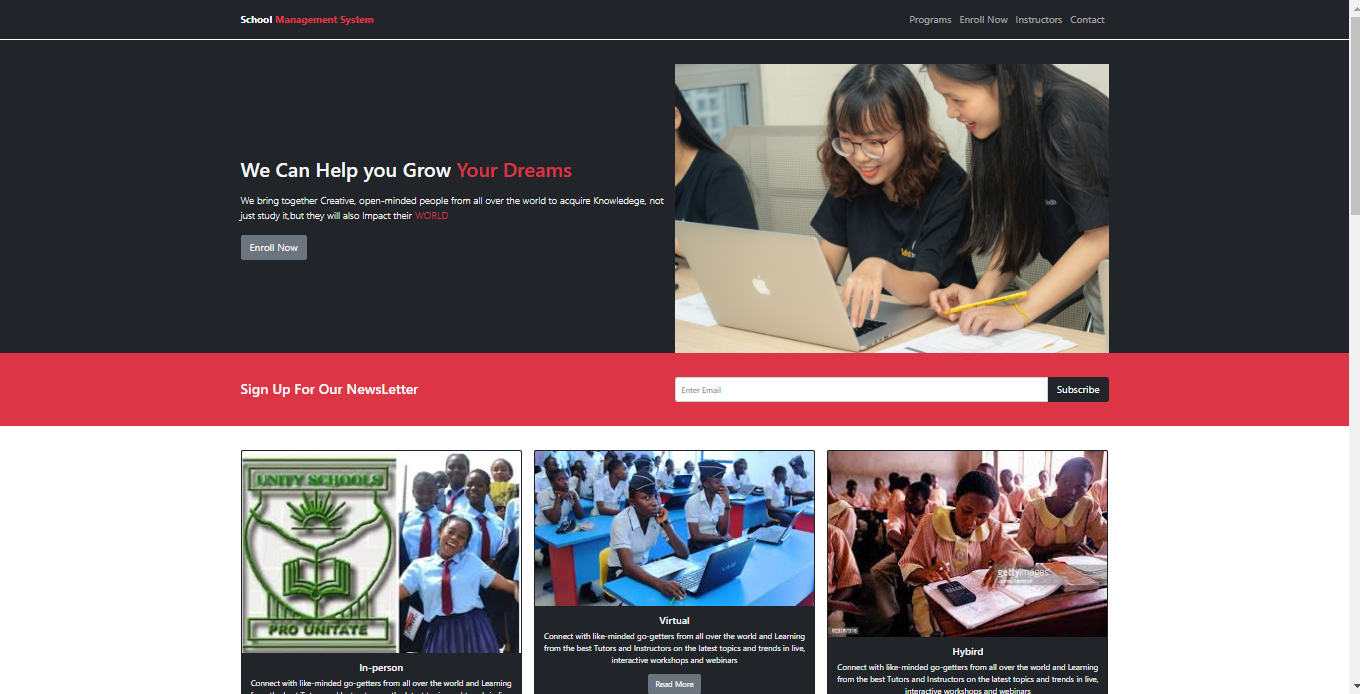 School Management System
Programs Enroll Now Instructors Contact
We Can Help you Grow Your Dreams
We bring together Creative, open-minded people from all over the world to acquire Knowledege, not
just study it,but they will also Impact their WORLD
Enroll Now
Sign Up For Our NewsLetter
Enter Email
Subscribe
UNITY SCHOOLS
PRO UNITATE
In-person
Connect with like-minded go-getters from all over the world and Learning
Virtual
Connect with like-minded go-getters from all over the world and Learning
from the best Tutors and Instructors on the latest topics and trends in live,
interactive workshops and webinars
Read More
gettyimages
Hybird
Connect with like-minded go-getters from all over the world and Learning
from the best Tutors and Instructors on the latest topics and trends in live,
interactive workshops and webinars